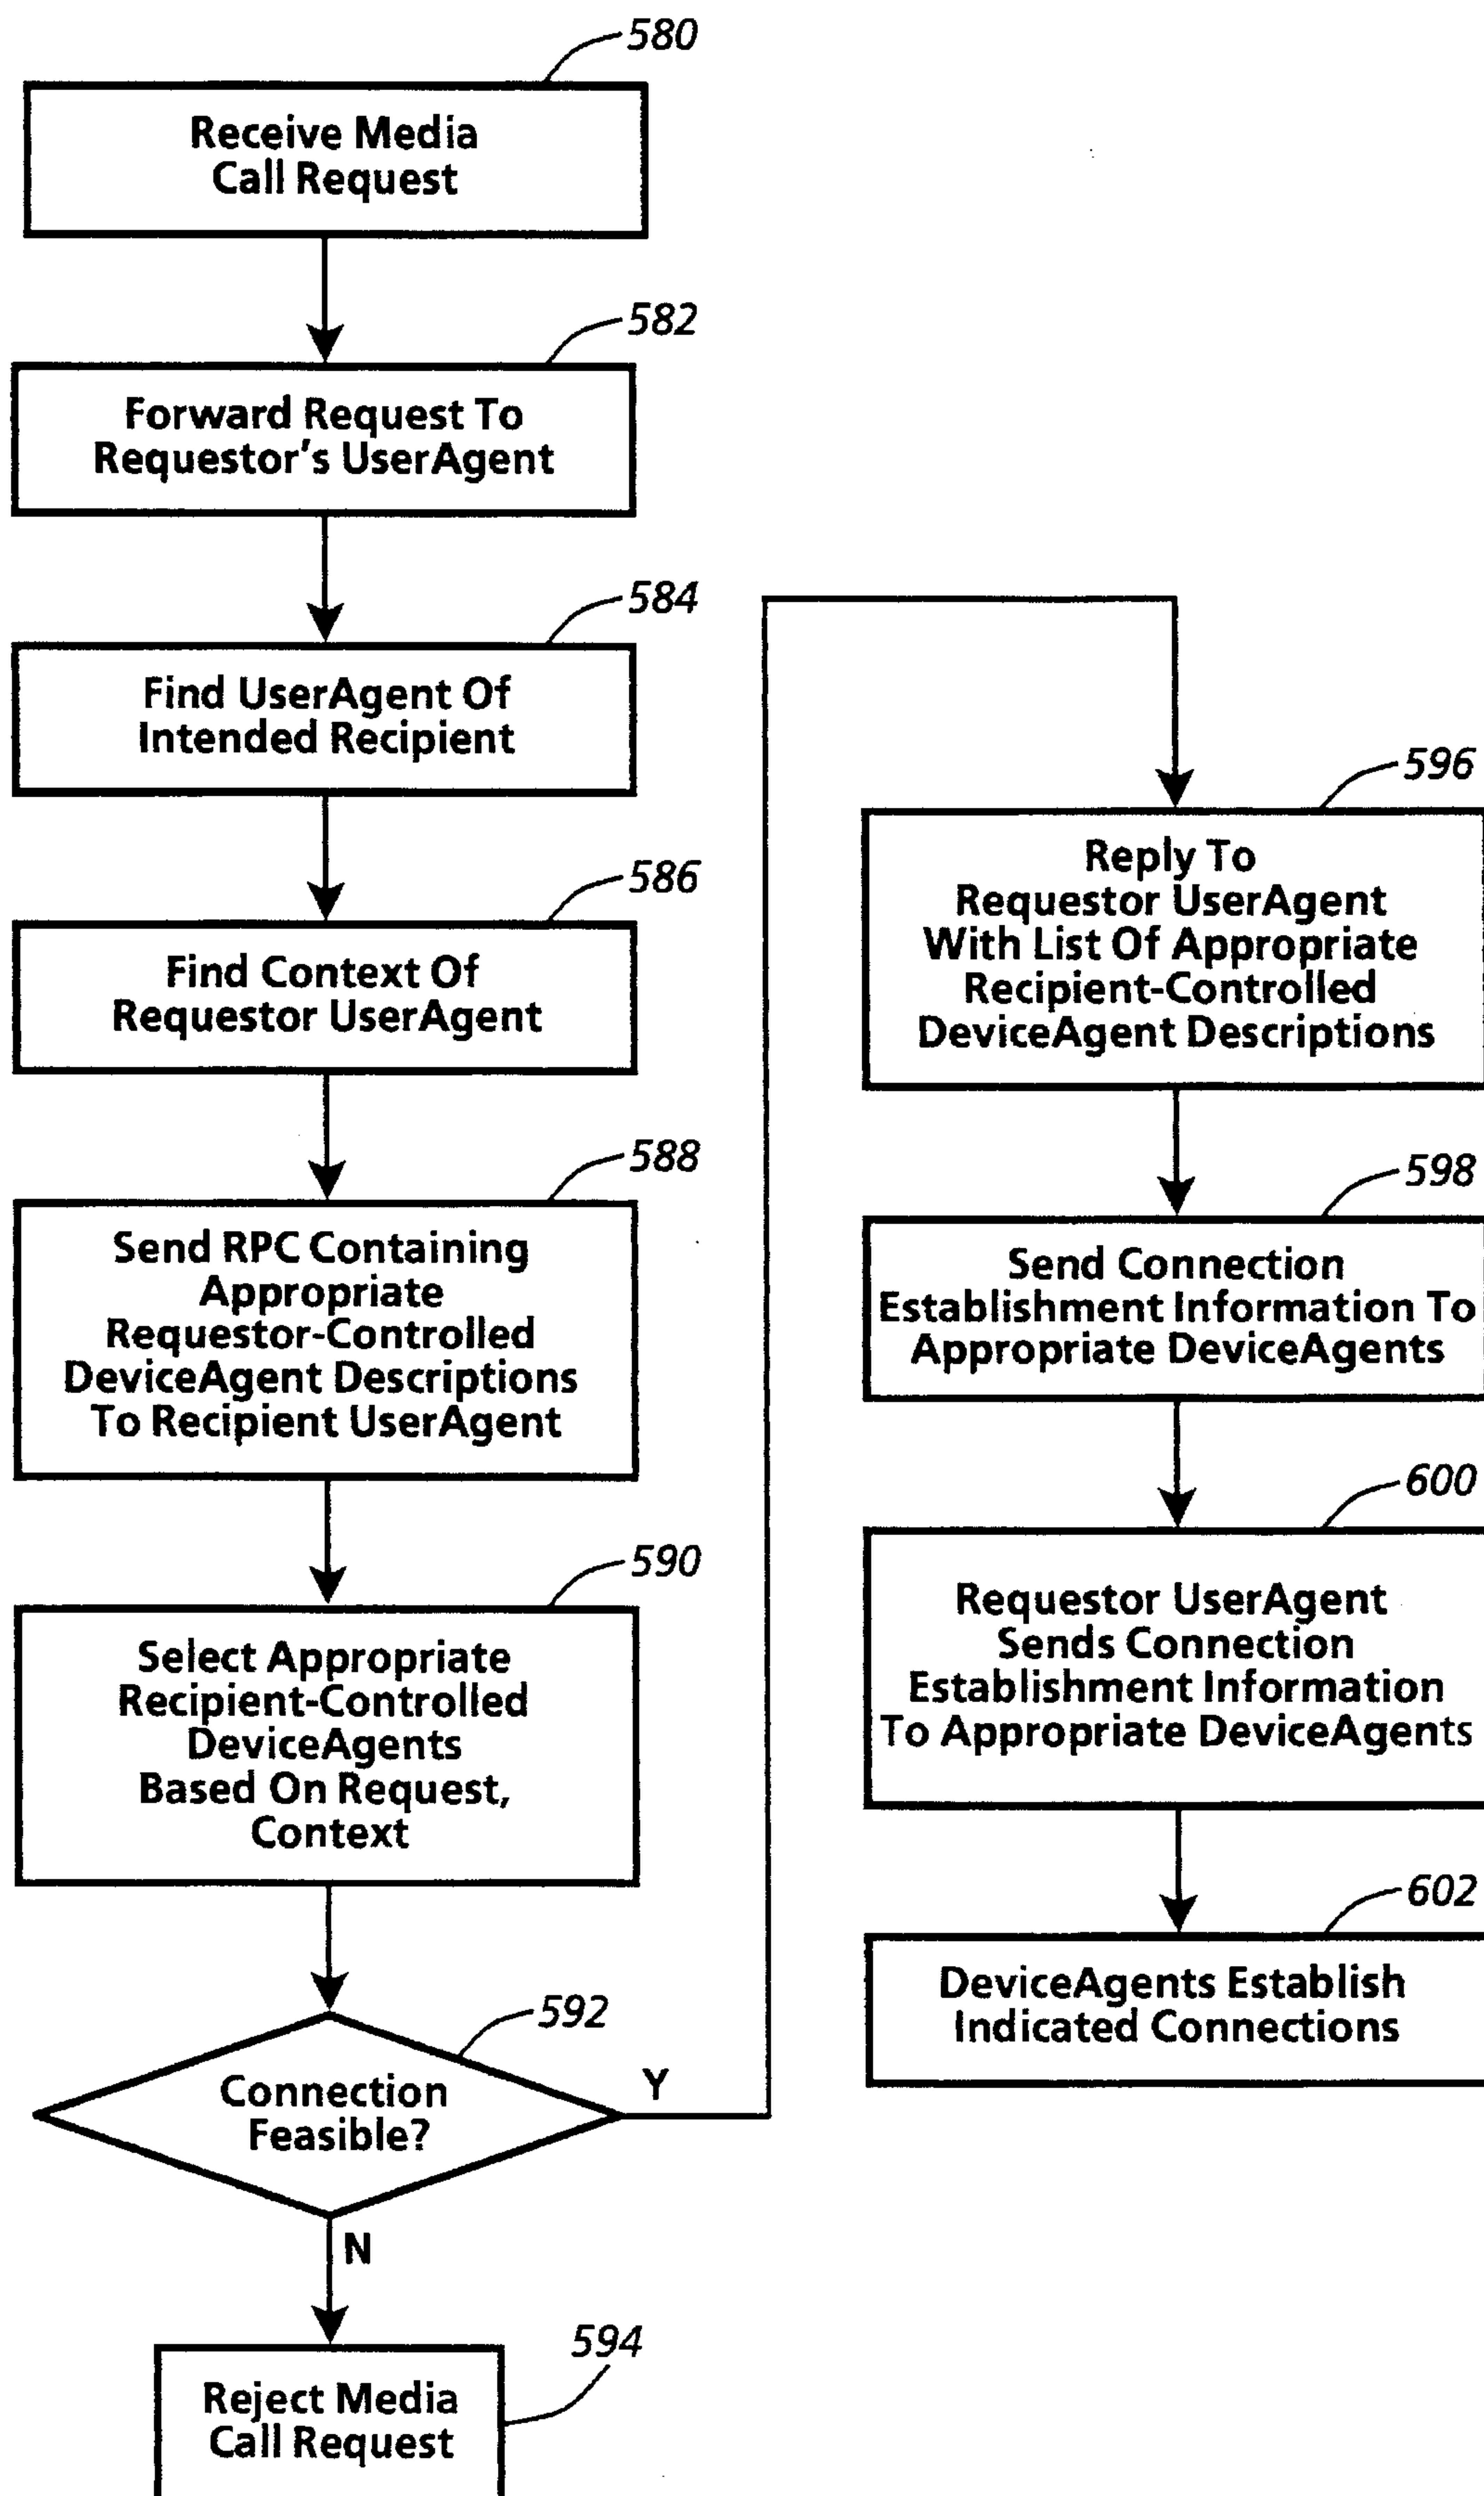 580
Receive Media
Call Request
582
Forward Request To
Requestor's UserAgent
584
Find UserAgent Of
Intended Recipient
586
Find Context Of
Requestor UserAgent
588
Send RPC Containing
Appropriate
Requestor-Controlled
DeviceAgent Descriptions
To Recipient UserAgent
590
Select Appropriate
Recipient-Controlled
DeviceAgents
Based On Request,
Context
592
Connection
Feasible?
Y
N
594
Reject Media
Call Request
596
Reply To
Requestor UserAgent
With List Of Appropriate
Recipient-Controlled
DeviceAgent Descriptions
598
Send Connection
Establishment Information To
Appropriate DeviceAgents
600
Requestor UserAgent
Sends Connection
Establishment Information
To Appropriate DeviceAgents
602
DeviceAgents Establish
Indicated Connections